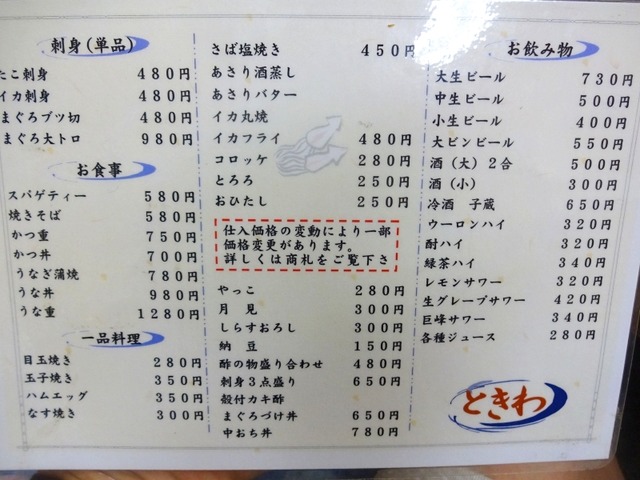 刺身（単品）
たこ刺身 480円
イカ刺身 480円
まぐろブツ切 480円
まぐろ大トロ 980円
お食事
スパゲティー 580円
焼きそば 580円
かつ重 750円
かつ丼 700円
うなぎ蒲焼 780円
うな丼 980円
うな重 1280円
一品料理
目玉焼き 280円
玉子焼き 350円
ハムエッグ 350円
なす焼き 300円
さば塩焼き 450円
あさり酒蒸し
あさりバター
イカ丸焼
イカフライ 480円
コロッケ 280円
とろろ 250円
おひたし 250円
仕入価格の変動により一部
価格変更があります。
詳しくは商札をご覧下さ
やっこ 280円
月見 300円
しらすおろし 300円
納豆 150円
酢の物盛り合わせ 480円
刺身3点盛り 650円
殻付カキ酢
まぐろづけ丼 650円
中おち丼 780円
お飲み物
大生ビール 730円
中生ビール 500円
小生ビール 400円
大ビンビール 550円
酒（大）2合 500円
酒（小） 300円
冷酒 子蔵 650円
ウーロンハイ 320円
酎ハイ 320円
緑茶ハイ 340円
レモンサワー 320円
生グレープサワー 420円
巨峰サワー 340円
各種ジュース 280円
ときわ